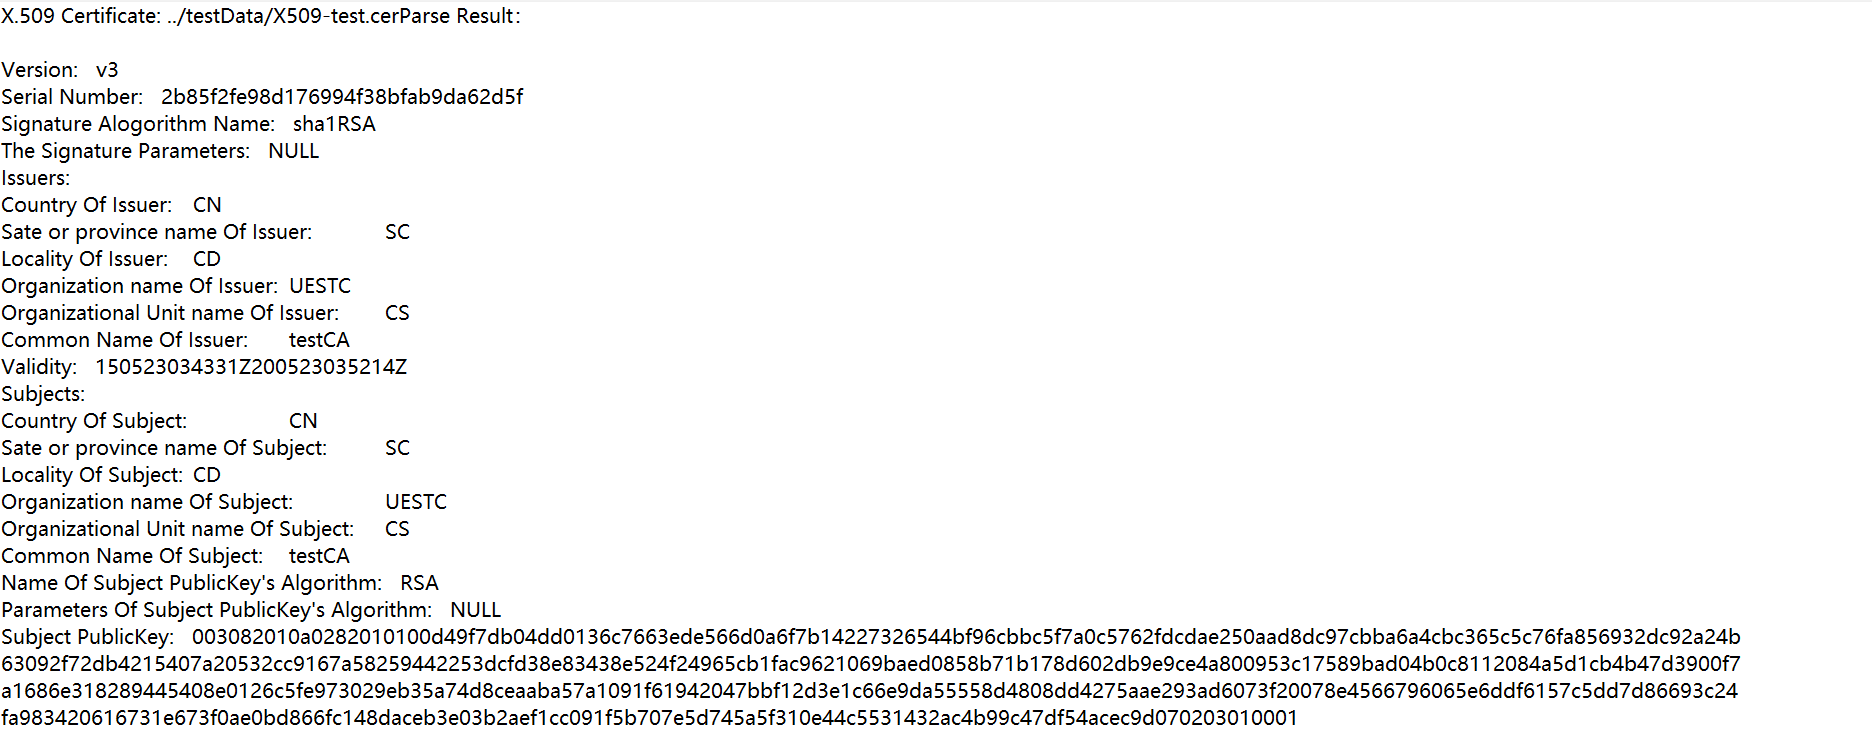 X.509 Certificate: ../testData/X509-test.cerParse Result：
Version: v3
Serial Number: 2b85f2fe98d176994f38bfab9da62d5f
Signature Alogorithm Name: sha1RSA
The Signature Parameters: NULL
Issuers:
Country Of Issuer: CN
Sate or province name Of Issuer: SC
Locality Of Issuer: CD
Organization name Of Issuer: UESTC
Organizational Unit name Of Issuer: CS
Common Name Of Issuer: testCA
Validity: 150523034331Z200523035214Z
Subjects:
Country Of Subject: CN
Sate or province name Of Subject: SC
Locality Of Subject: CD
Organization name Of Subject: UESTC
Organizational Unit name Of Subject: CS
Common Name Of Subject: testCA
Name Of Subject PublicKey's Algorithm: RSA
Parameters Of Subject PublicKey's Algorithm: NULL
Subject PublicKey: 003082010a0282010100d49f7db04dd0136c7663ede566d0a6f7b14227326544bf96cbbc5f7a0c5762fdcdae250aad8dc97cbba6a4cbc365c5c76fa856932dc92a24b
63092f72db4215407a20532cc9167a58259442253dcfd38e83438e524f24965cb1fac9621069baed0858b71b178d602db9e9ce4a800953c17589bad04b0c8112084a5d1cb4b47d3900f7
a1686e318289445408e0126c5fe973029eb35a74d8ceaaba57a1091f61942047bbf12d3e1c66e9da55558d4808dd4275aae293ad6073f20078e4566796065e6ddf6157c5dd7d86693c24
fa983420616731e673f0ae0bd866fc148daceb3e03b2aef1cc091f5b707e5d745a5f310e44c5531432ac4b99c47df54acec9d070203010001